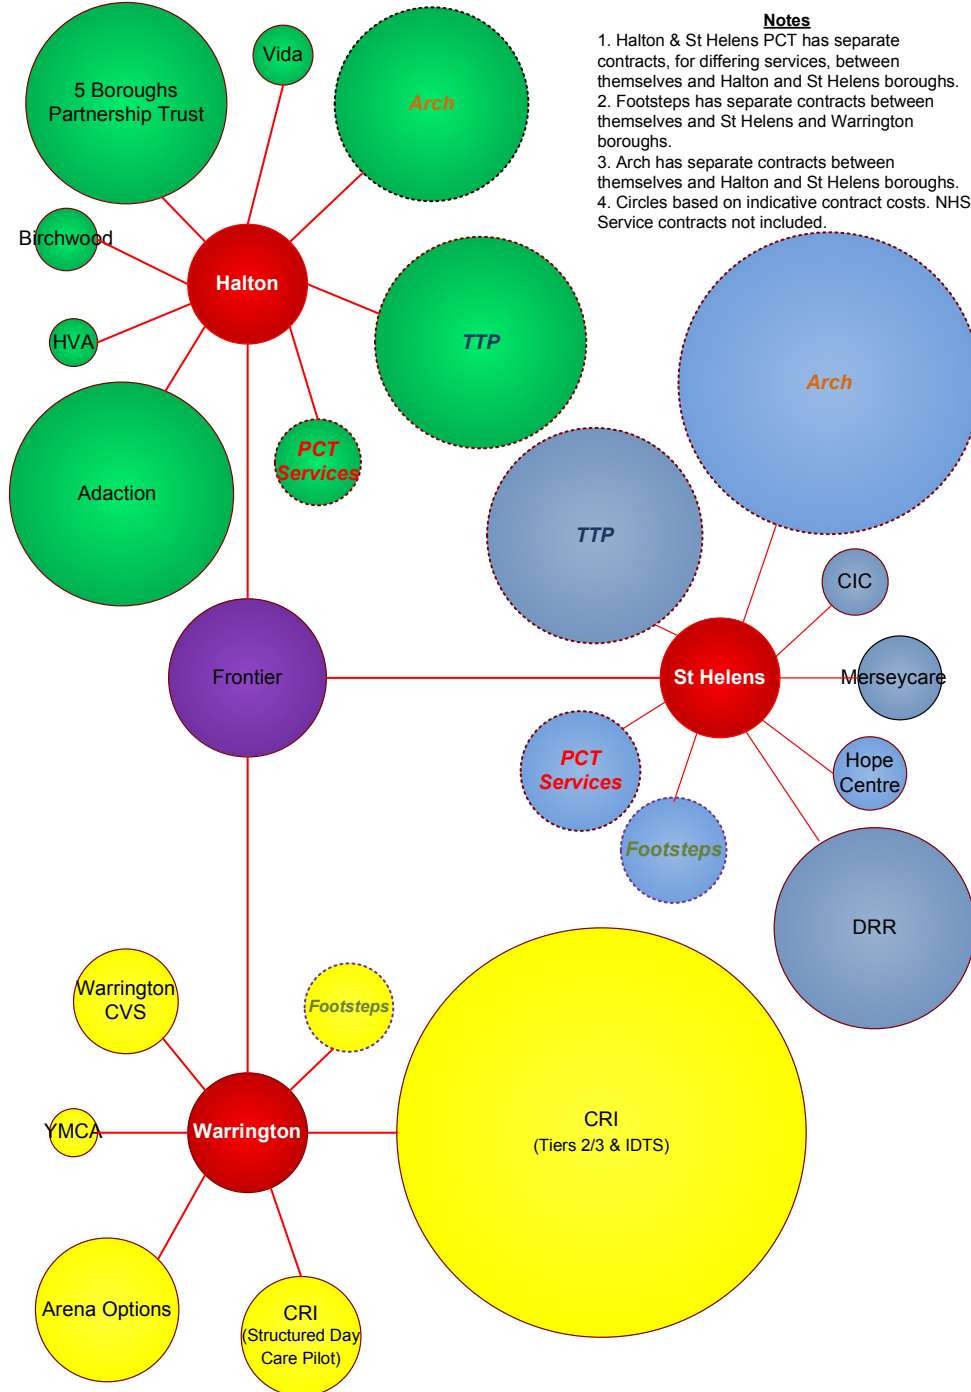 Notes
1. Halton & St Helens PCT has separate
contracts, for differing services, between
themselves and Halton and St Helens boroughs.
2. Footsteps has separate contracts between
themselves and St Helens and Warrington
boroughs.
3. Arch has separate contracts between
themselves and Halton and St Helens boroughs.
4. Circles based on indicative contract costs. NHS
Service contracts not included.
Vida
5 Boroughs
Partnership Trust
Arch
Birchwood
Halton
HVA
TTP
PCT
Services
Adaction
Arch
TTP
CIC
Frontier
St Helens
Merseycare
PCT
Services
Hope
Centre
Footsteps
DRR
Warrington
CVS
Footsteps
YMCA
Warrington
CRI
(Tiers 2/3 & IDTS)
Arena Options
CRI
(Structured Day
Care Pilot)